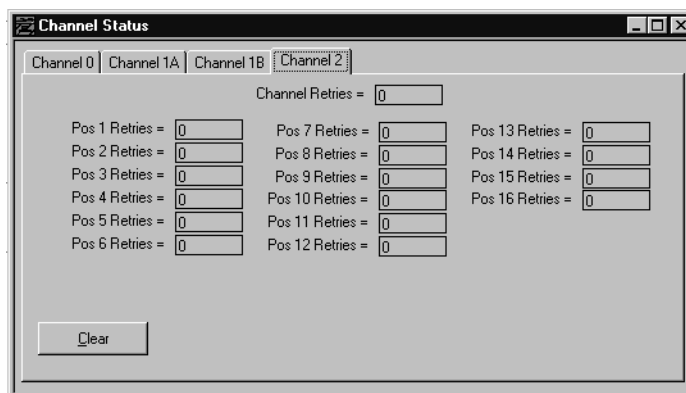 Channel Status
Channel 0 Channel 1A Channel 1B Channel 2
Channel Retries = 0
Pos 1 Retries = 0 Pos 7 Retries = 0 Pos 13 Retries = 0
Pos 2 Retries = 0 Pos 8 Retries = 0 Pos 14 Retries = 0
Pos 3 Retries = 0 Pos 9 Retries = 0 Pos 15 Retries = 0
Pos 4 Retries = 0 Pos 10 Retries = 0 Pos 16 Retries = 0
Pos 5 Retries = 0 Pos 11 Retries = 0
Pos 6 Retries = 0 Pos 12 Retries = 0
Clear